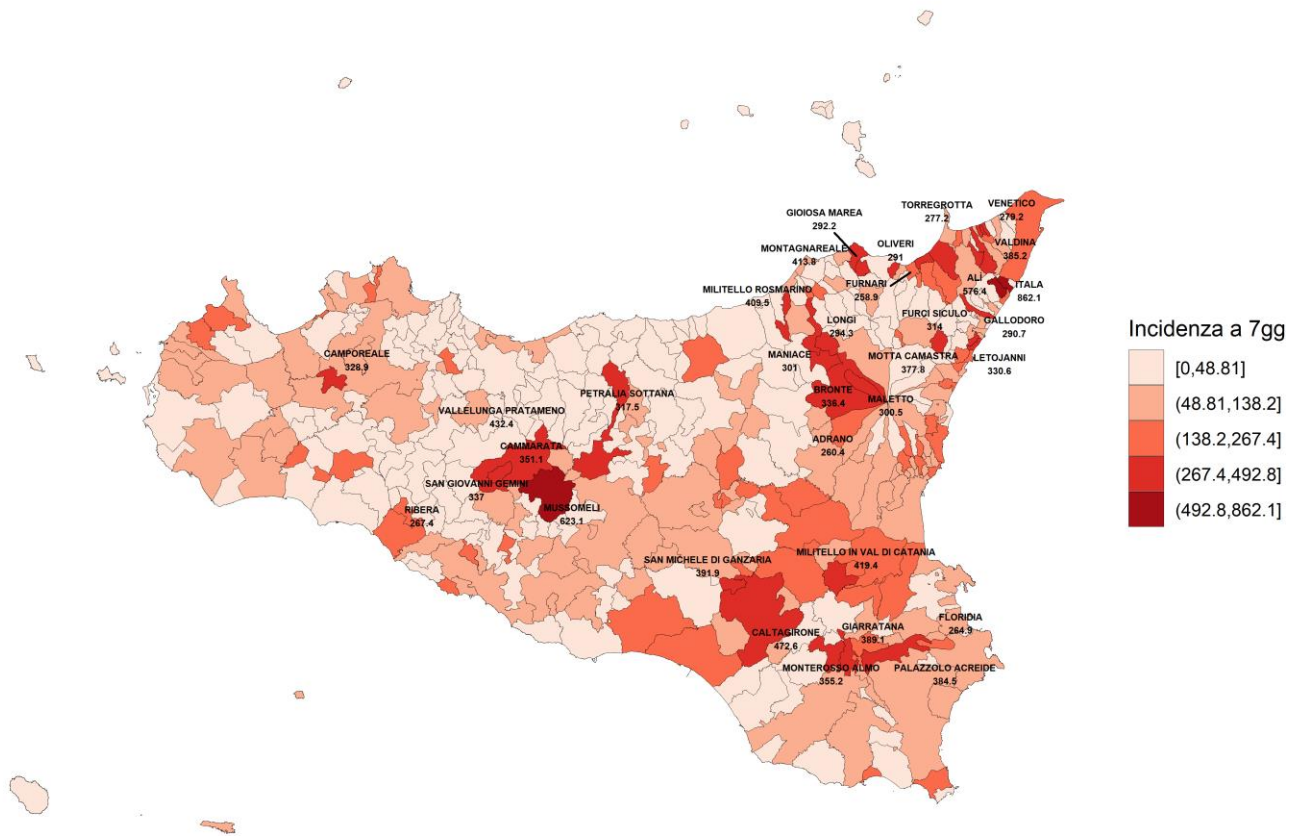 TORREGROTTA
277.2
VENETICO
279.2
GIOIOSA MAREA
292.2
MONTAGNAREALE
413.8
OLIVERI
291
VALDINA
385.2
FURNARI
258.9
ALÌ
576.4
ITALA
862.1
MILITELLO ROSMARINO
409.5
LONGI
294.3
FURCI SICULO
314
GALLODORO
290.7
MANIACE
301
MOTTA CAMASTRA
377.8
LETOJANNI
330.6
CAMPOREALE
328.9
PETRALIA SOTTANA
317.5
BRONTE
336.4
MALETTO
300.5
VALLELUNGA PRATAMENO
432.4
ADRANO
260.4
CAMMARATA
351.1
SAN GIOVANNI GEMINI
337
MUSSOMELI
623.1
RIBERA
267.4
SAN MICHELE DI GANZARIA
391.9
MILITELLO IN VAL DI CATANIA
419.4
CALTAGIRONE
472.6
GIARRATANA
389.1
FLORIDIA
264.9
MONTEROSSO ALMO
355.2
PALAZZOLO ACREIDE
384.5
Incidenza a 7gg
[0,48.81]
(48.81,138.2]
(138.2,267.4]
(267.4,492.8]
(492.8,862.1]